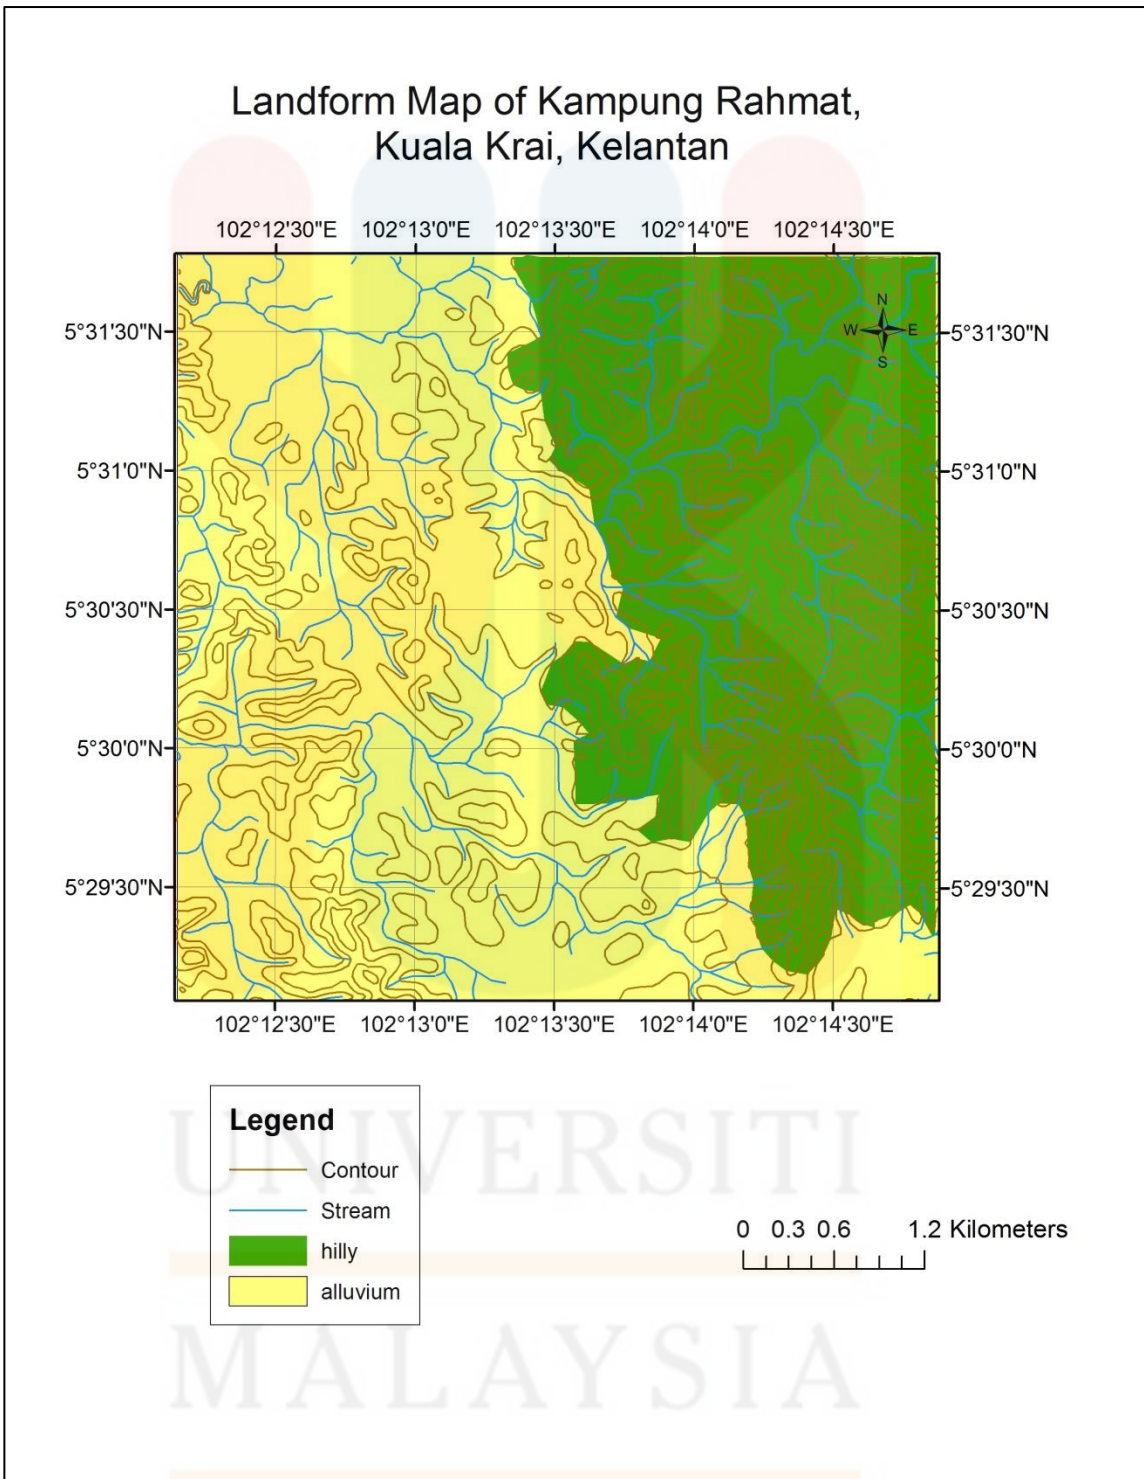 Landform Map of Kampung Rahmat,
Kuala Krai, Kelantan
102°12'30"E 102°13'0"E 102°13'30"E 102°14'0"E 102°14'30"E
N
5°31'30"N W E 5°31'30"N
S
5°31'0"N 5°31'0"N
5°30'30"N 5°30'30"N
5°30'0"N 5°30'0"N
5°29'30"N 5°29'30"N
102°12'30"E 102°13'0"E 102°13'30"E 102°14'0"E 102°14'30"E
Legend
Contour
Stream
hilly
alluvium
0 0.3 0.6 1.2 Kilometers
UNIVERSITI
MALAYSIA